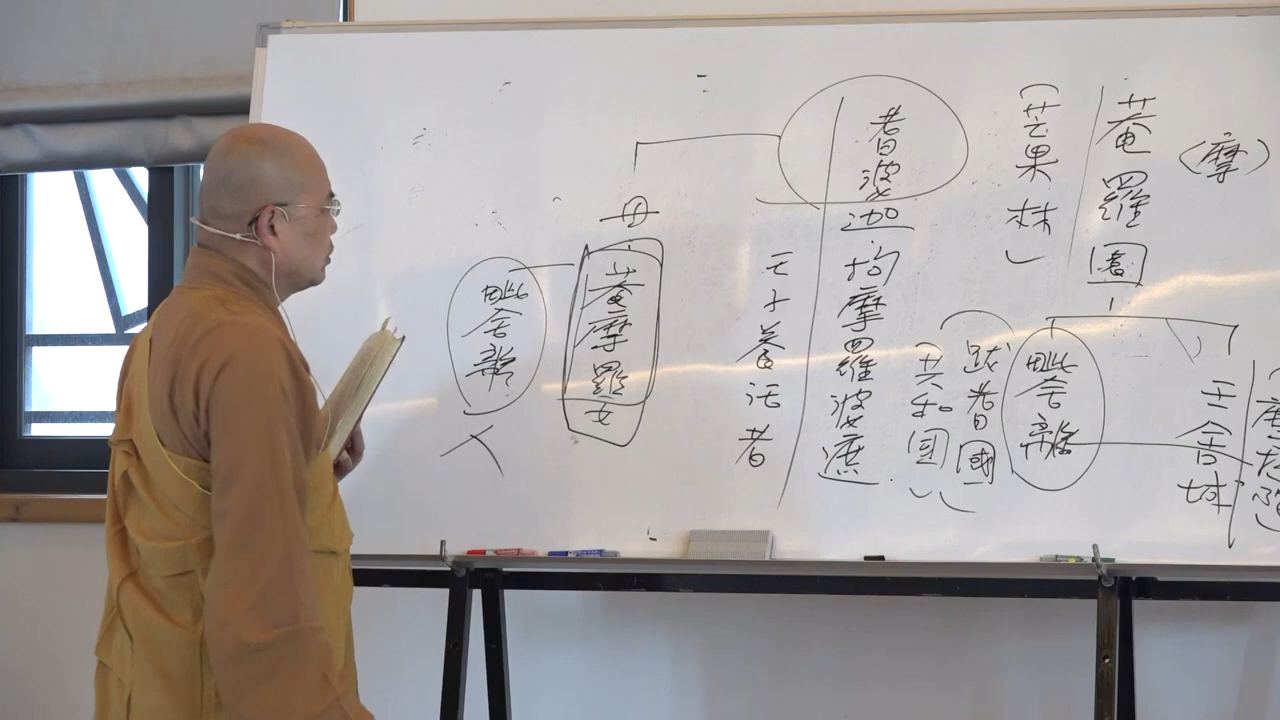 （摩）
菴羅園
（芒果林）
王舍城
毗舍離
跋耆國
（共和國）
耆婆迦拘摩羅婆遮
王子養活者
母
菴摩羅女
毗舍離
人